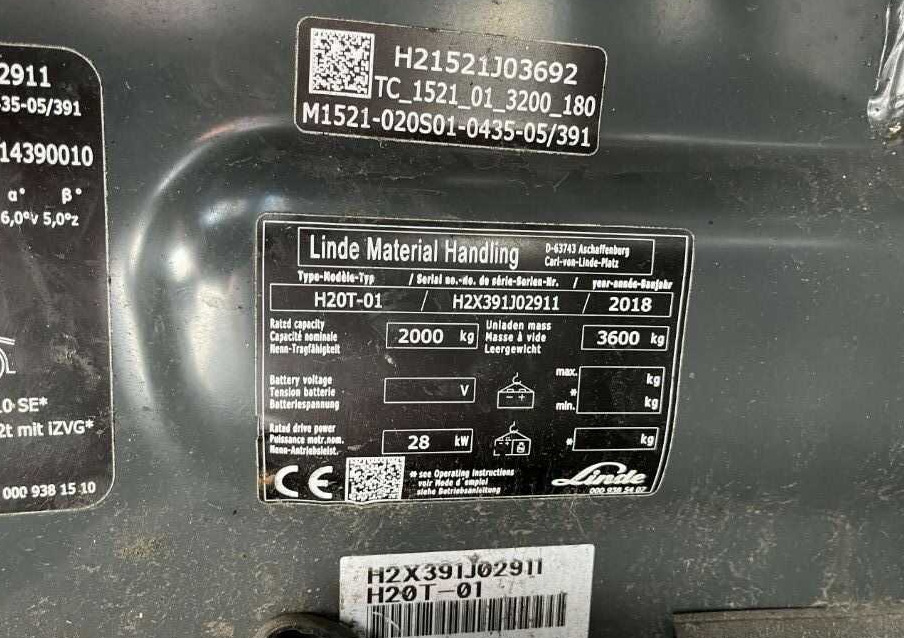 2911
35-05/391
14390010
α° β°
6,0°v 5,0°z
0 SE*
2t mit iZVG*
000 938 15 10
H21521J03692
TC_1521_01_3200_180
M1521-020S01-0435-05/391
Linde Material Handling
D-63743 Aschaffenburg
Carl-von-Linde-Platz
Type-Modèle-Typ / Serial no.-no. de série-Serien-Nr. / year-année-Baujahr
H20T-01 / H2X391J02911 / 2018
Rated capacity
Capacité nominale
Nenn-Tragfähigkeit
2000 kg
Unladen mass
Masse à vide
Leergewicht
3600 kg
Battery voltage
Tension batterie
Batteriespannung
V
max. kg
*
min. kg
Rated drive power
Puissance motr.nom.
Nenn-Antriebsleist.
28 kW
* kg
CE
* see Operating Instructions
voir Mode d'emploi
siehe Betriebsanleitung
Linde
000 938 54 07
H2X391J02911
H20T-01